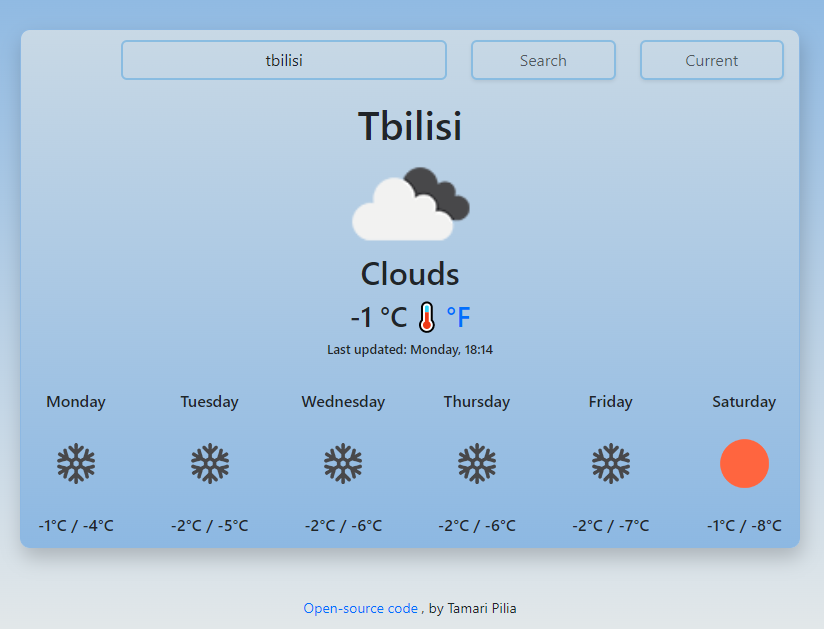 tbilisi Search Current
Tbilisi
Clouds
-1 °C °F
Last updated: Monday, 18:14
Monday Tuesday Wednesday Thursday Friday Saturday
-1°C / -4°C -2°C / -5°C -2°C / -6°C -2°C / -6°C -2°C / -7°C -1°C / -8°C
Open-source code , by Tamari Pilia